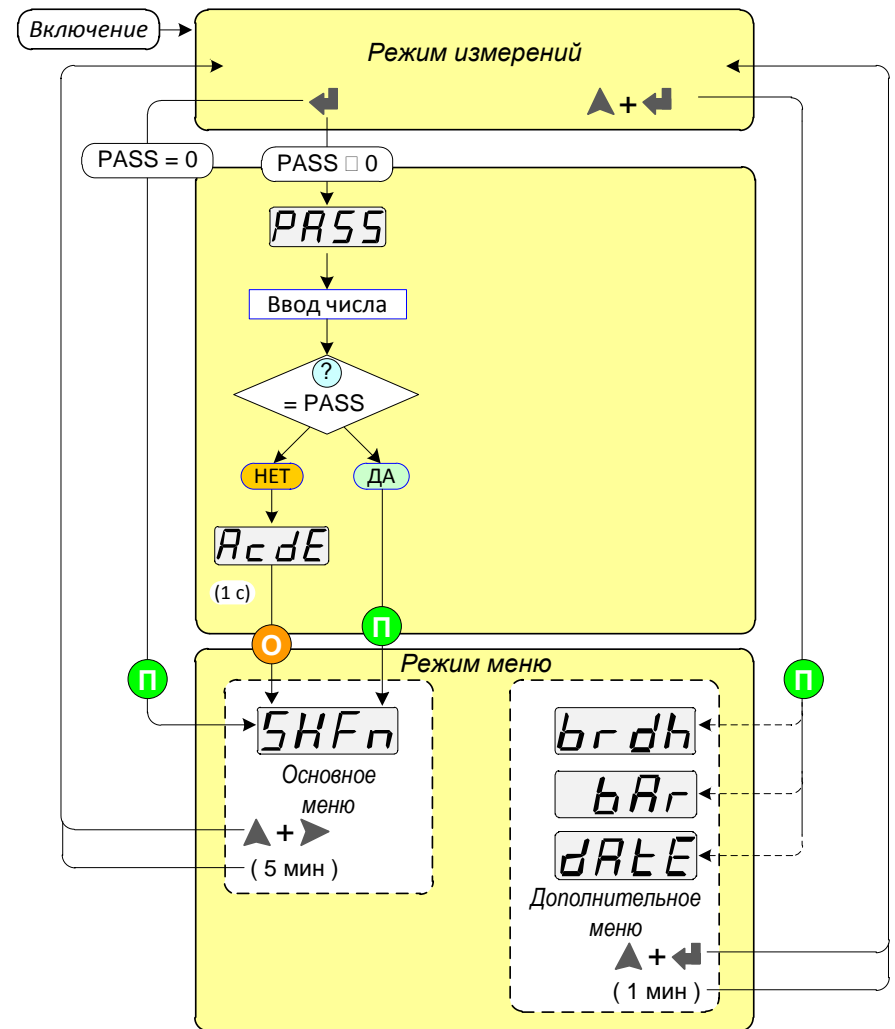 Включение
Режим измерений
+
PASS = 0
PASS □ 0
PASS
Ввод числа
?
= PASS
НЕТ
ДА
AcdE
(1 с)
О
П
Режим меню
П
П
SKFn
Основное
меню
+
( 5 мин )
brdh
bAr
dAtE
Дополнительное
меню
+
( 1 мин )